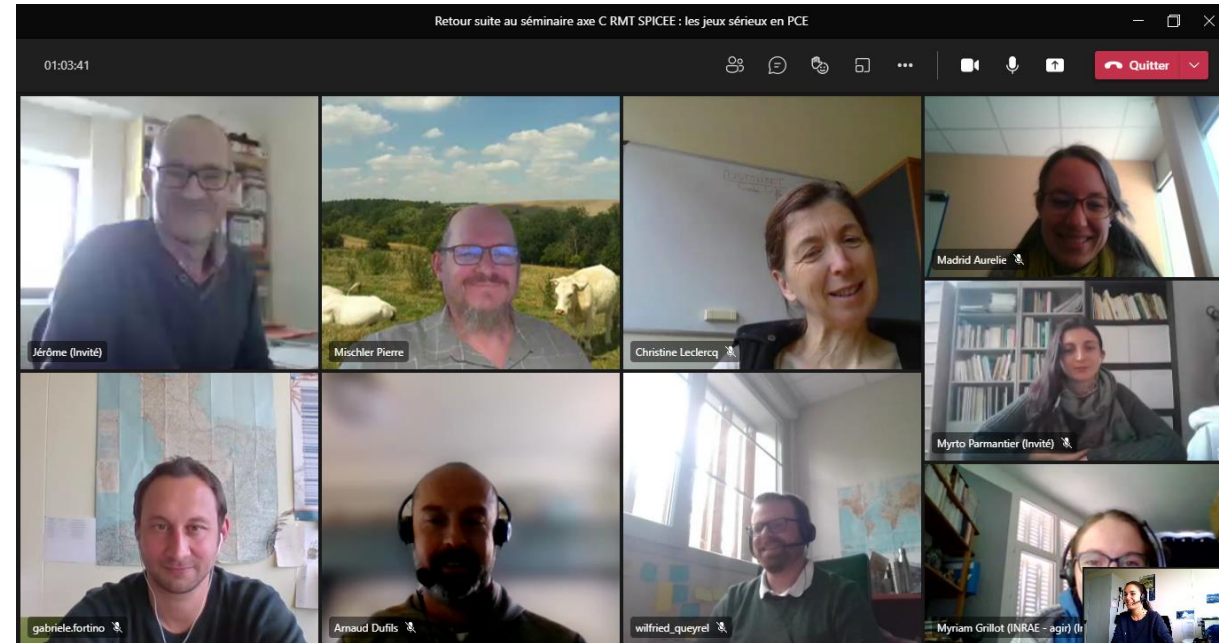 Retour suite au séminaire axe C RMT SPICEE : les jeux sérieux en PCE
01:03:41
Quitter
Jérôme (Invité)
Mischler Pierre
Christine Leclercq
Madrid Aurelie
Myrto Parmantier (Invité)
gabriele.fortino
Arnaud Dufils
wilfried_queyrel
Myriam Grillot (INRAE - agir) (I